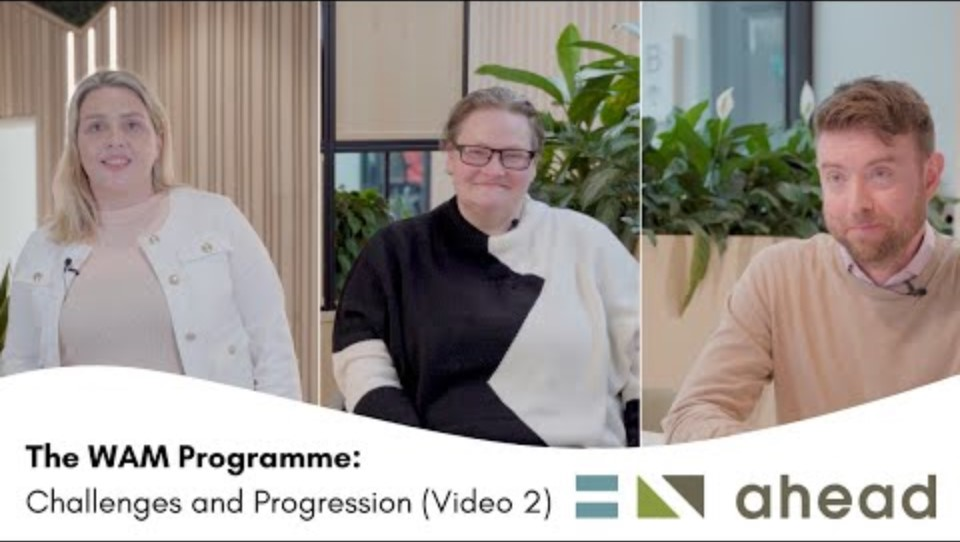 The WAM Programme:
Challenges and Progression (Video 2)
ahead